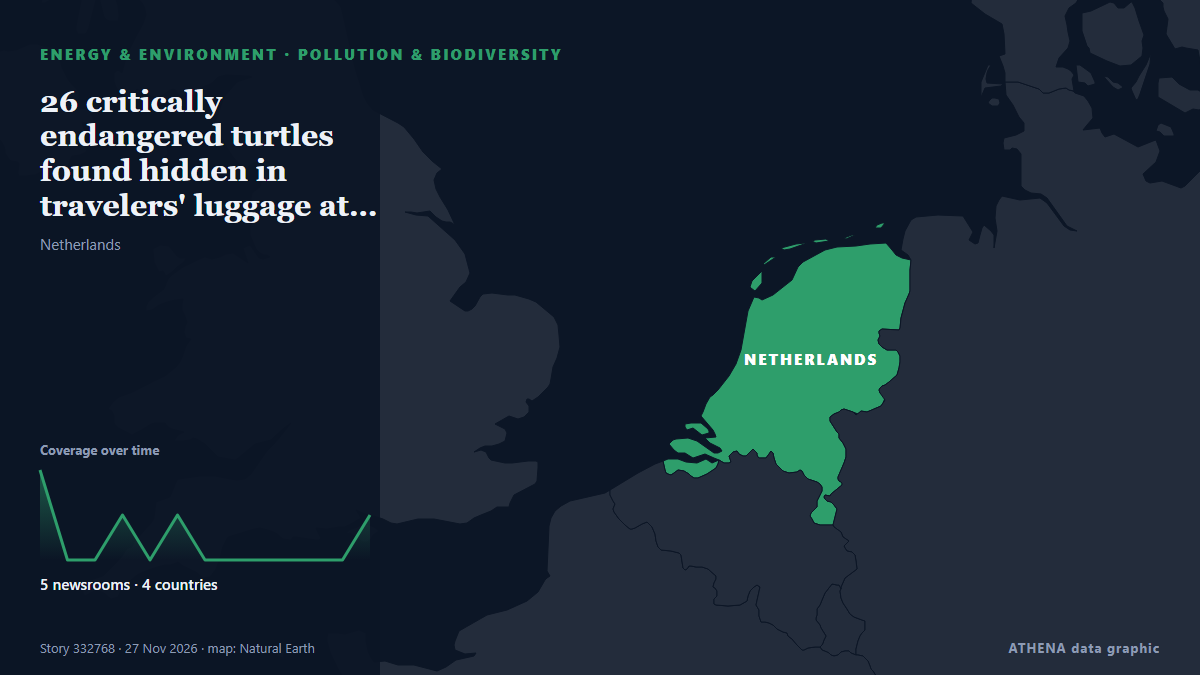 ENERGY & ENVIRONMENT · POLLUTION & BIODIVERSITY
26 critically
endangered turtles
found hidden in
travelers' luggage at...
Netherlands
NETHERLANDS
Coverage over time
5 newsrooms · 4 countries
Story 332768 · 27 Nov 2026 · map: Natural Earth
ATHENA data graphic